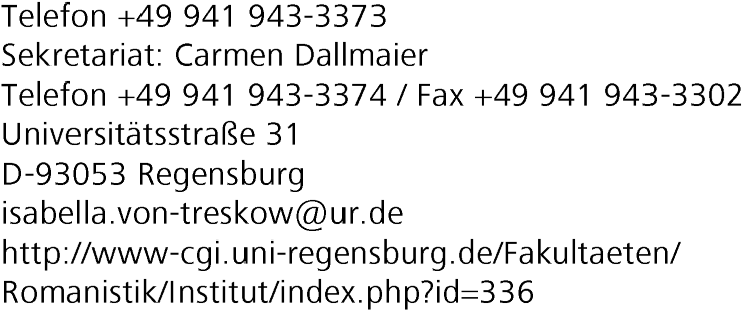 Telefon +49 941 943-3373
Sekretariat: Carmen Dallmaier
Telefon +49 941 943-3374 / Fax +49 941 943-3302
Universitätsstraße 31
D-93053 Regensburg
isabella.von-treskow@ur.de
http://www-cgi.uni-regensburg.de/Fakultaeten/
Romanistik/Institut/index.php?id=336